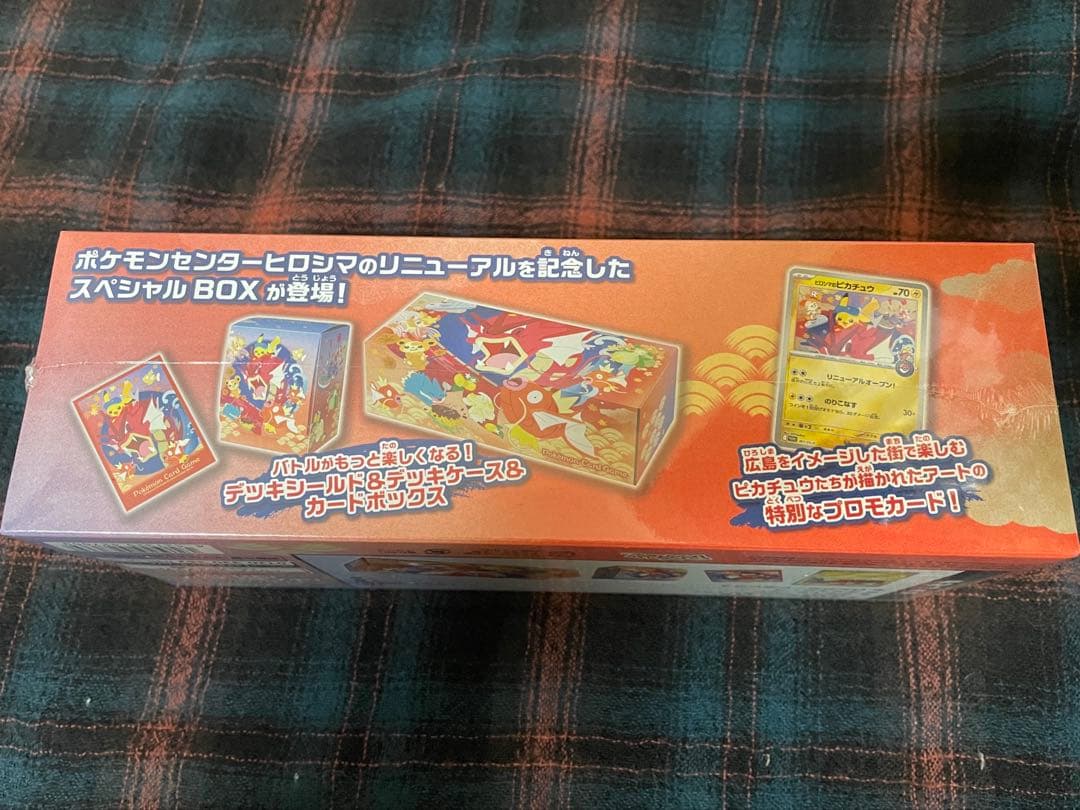 ポケモンセンターヒロシマのリニューアルを記念した
スペシャルBOXが登場!
バトルがもっと楽しくなる!
デッキシールド&デッキケース&
カードボックス
Pokémon Card Game
Pokémon Card Game
ヒロシマのピカチュウ HP70
リニューアルオープン!
のりこなす 30+
広島をイメージした街で楽しむ
ピカチュウたちが描かれたアートの
特別なプロモカード!